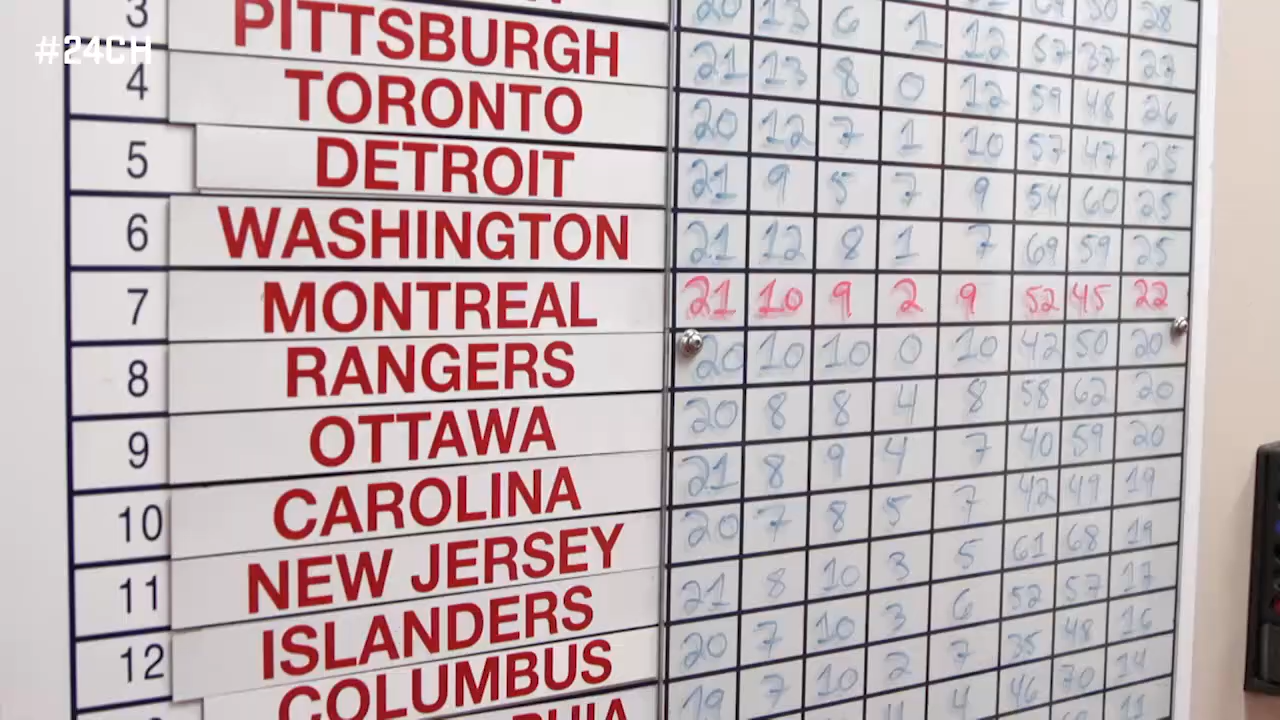 #24CH
20 13 6 1 12 57 37 27
3 PITTSBURGH 21 13 8 0 12 59 48 26
4 TORONTO 20 12 7 1 10 57 47 25
5 DETROIT 21 9 5 7 9 54 60 25
6 WASHINGTON 21 12 8 1 7 69 59 25
7 MONTREAL 21 10 9 2 9 52 45 22
8 RANGERS 20 10 10 0 10 42 50 20
9 OTTAWA 20 8 8 4 8 58 62 20
10 CAROLINA 21 8 9 4 7 40 59 20
11 NEW JERSEY 20 7 8 5 7 42 49 19
12 ISLANDERS 21 8 10 3 5 61 68 19
COLUMBUS 20 7 10 3 6 52 57 17
19 7 10 2 7 35 48 16
4 46 70 14